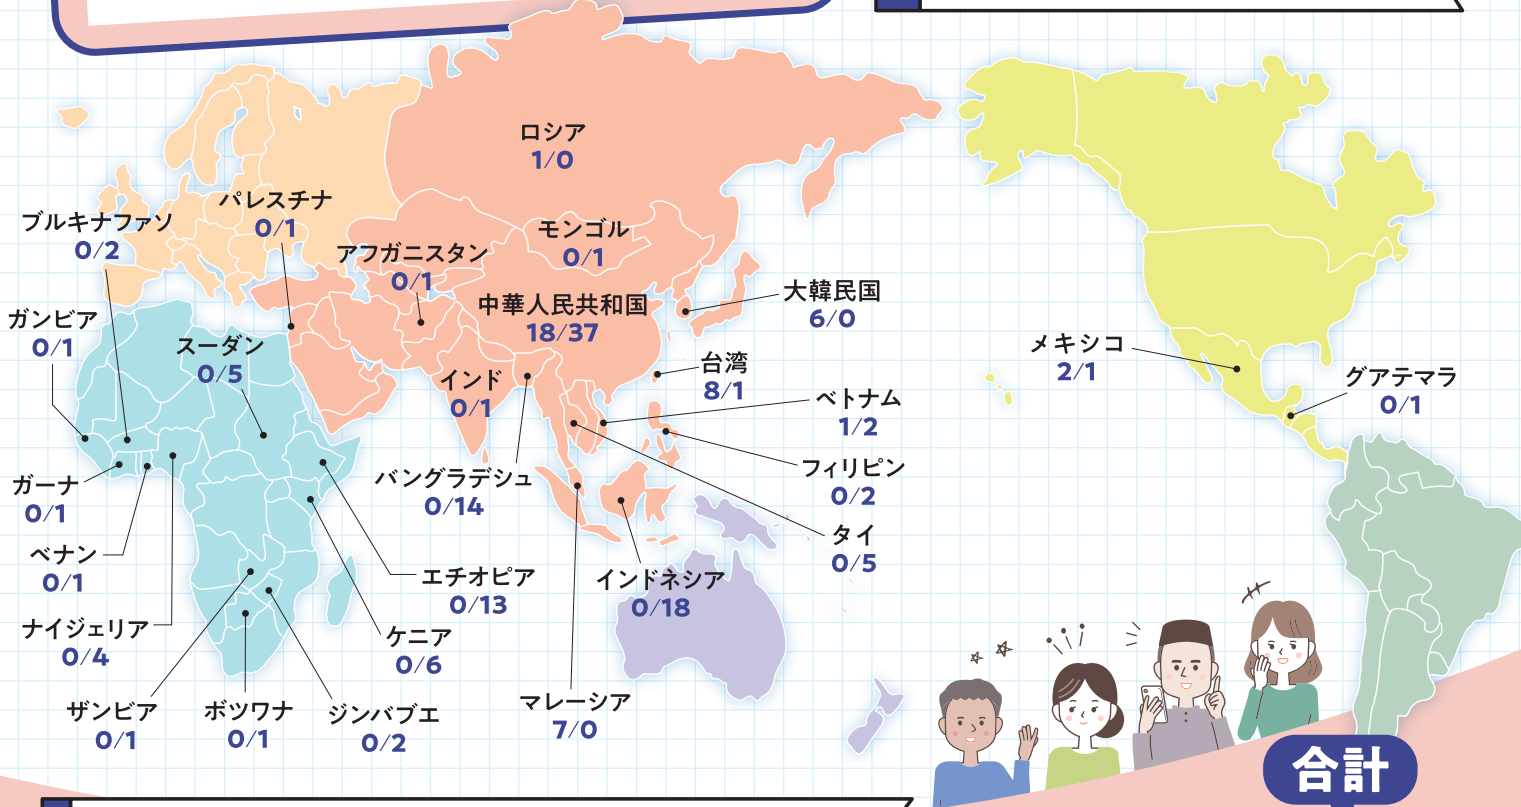 ロシア
1/0
パレスチナ
0/1
ブルキナファソ
0/2
アフガニスタン
0/1
モンゴル
0/1
中華人民共和国
18/37
大韓民国
6/0
ガンビア
0/1
スーダン
0/5
インド
0/1
台湾
8/1
メキシコ
2/1
グアテマラ
0/1
ベトナム
1/2
フィリピン
0/2
ガーナ
0/1
バングラデシュ
0/14
タイ
0/5
ベナン
0/1
エチオピア
0/13
インドネシア
0/18
ナイジェリア
0/4
ケニア
0/6
ザンビア
0/1
ボツワナ
0/1
ジンバブエ
0/2
マレーシア
7/0
合計